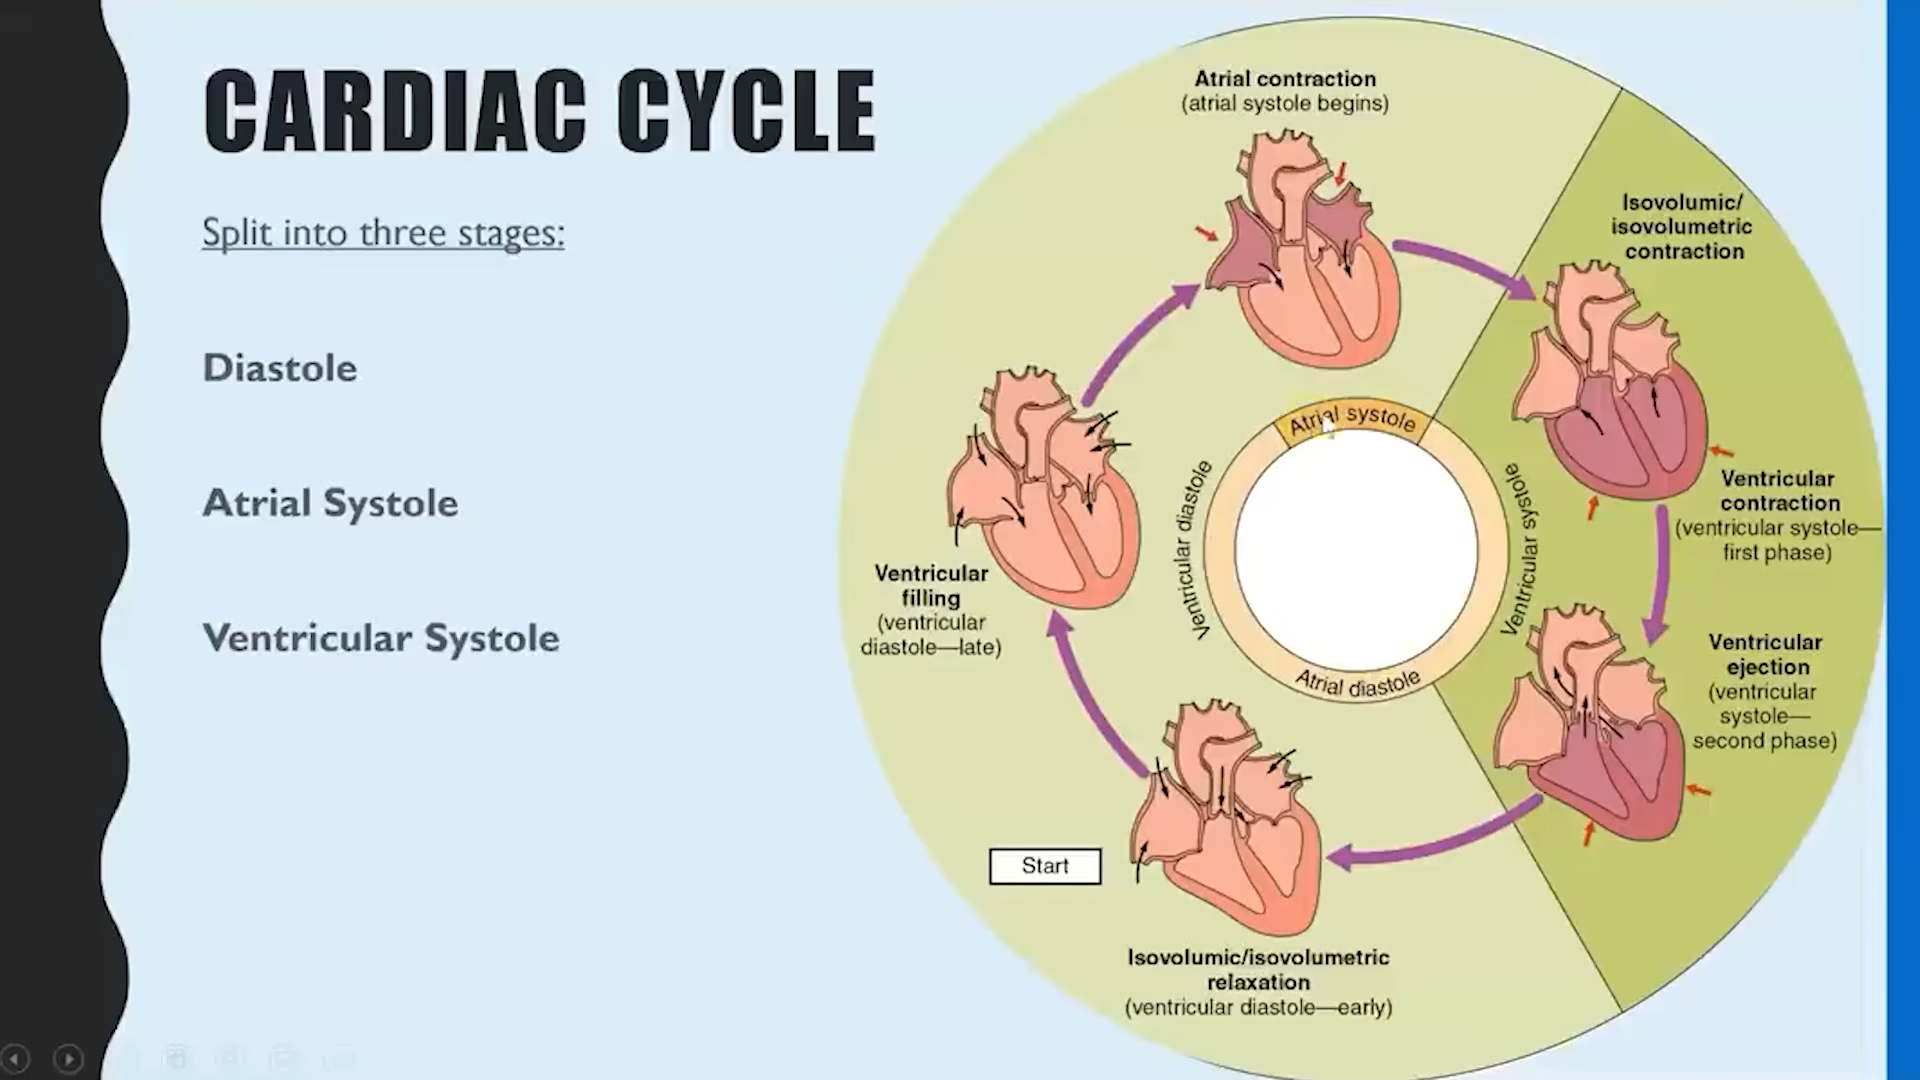 CARDIAC CYCLE
Split into three stages:
Diastole
Atrial Systole
Ventricular Systole
Atrial contraction
(atrial systole begins)
Isovolumic/
isovolumetric
contraction
Ventricular
contraction
(ventricular systole—
first phase)
Ventricular
ejection
(ventricular
systole—
second phase)
Isovolumic/isovolumetric
relaxation
(ventricular diastole—early)
Start
Ventricular
filling
(ventricular
diastole—late)
Atrial systole
Ventricular systole
Atrial diastole
Ventricular diastole